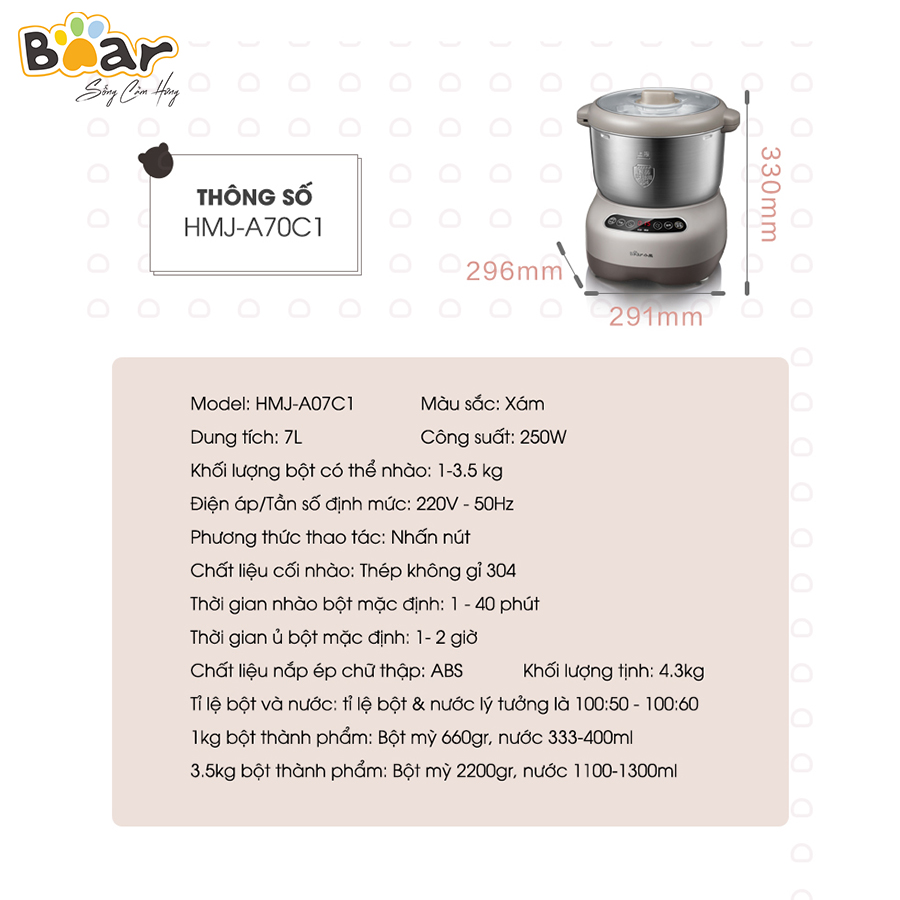 Bear
Sống Cảm Hứng
THÔNG SỐ
HMJ-A70C1
330mm
296mm
291mm
Bear
Model: HMJ-A07C1 Màu sắc: Xám
Dung tích: 7L Công suất: 250W
Khối lượng bột có thể nhào: 1-3.5 kg
Điện áp/Tần số định mức: 220V - 50Hz
Phương thức thao tác: Nhấn nút
Chất liệu cối nhào: Thép không gỉ 304
Thời gian nhào bột mặc định: 1 - 40 phút
Thời gian ủ bột mặc định: 1- 2 giờ
Chất liệu nắp ép chữ thập: ABS Khối lượng tịnh: 4.3kg
Tỉ lệ bột và nước: tỉ lệ bột & nước lý tưởng là 100:50 - 100:60
1kg bột thành phẩm: Bột mỳ 660gr, nước 333-400ml
3.5kg bột thành phẩm: Bột mỳ 2200gr, nước 1100-1300ml